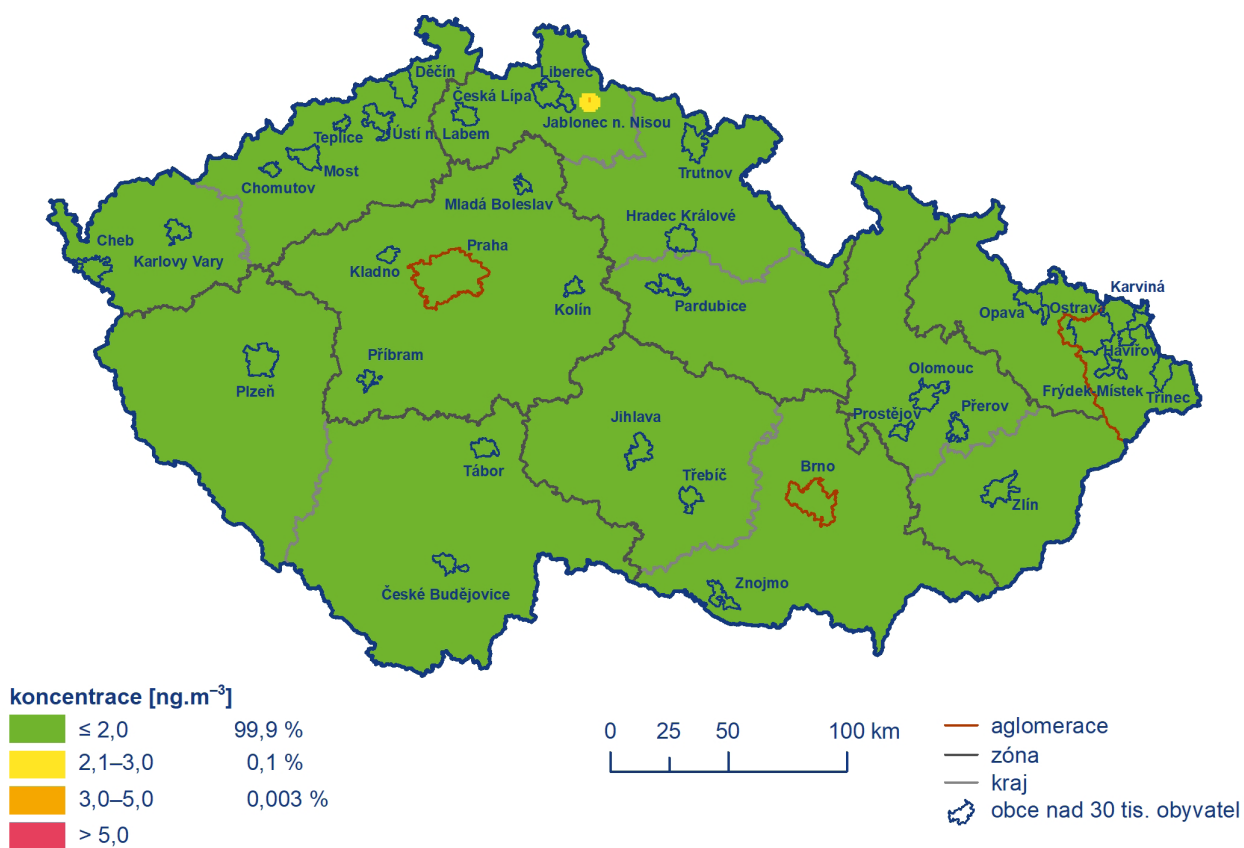 Děčín
Liberec
Česká Lípa
Jablonec n. Nisou
Teplice
Ústí n. Labem
Most
Chomutov
Trutnov
Mladá Boleslav
Hradec Králové
Cheb
Karlovy Vary
Praha
Kladno
Kolín
Pardubice
Karviná
Opava
Ostrava
Havířov
Příbram
Plzeň
Olomouc
Frýdek-Místek
Třinec
Prostějov
Přerov
Jihlava
Tábor
Třebíč
Brno
Zlín
Znojmo
České Budějovice
koncentrace [ng.m⁻³]
≤ 2,0 99,9 %
2,1–3,0 0,1 %
3,0–5,0 0,003 %
> 5,0
0 25 50 100 km
aglomerace
zóna
kraj
obce nad 30 tis. obyvatel